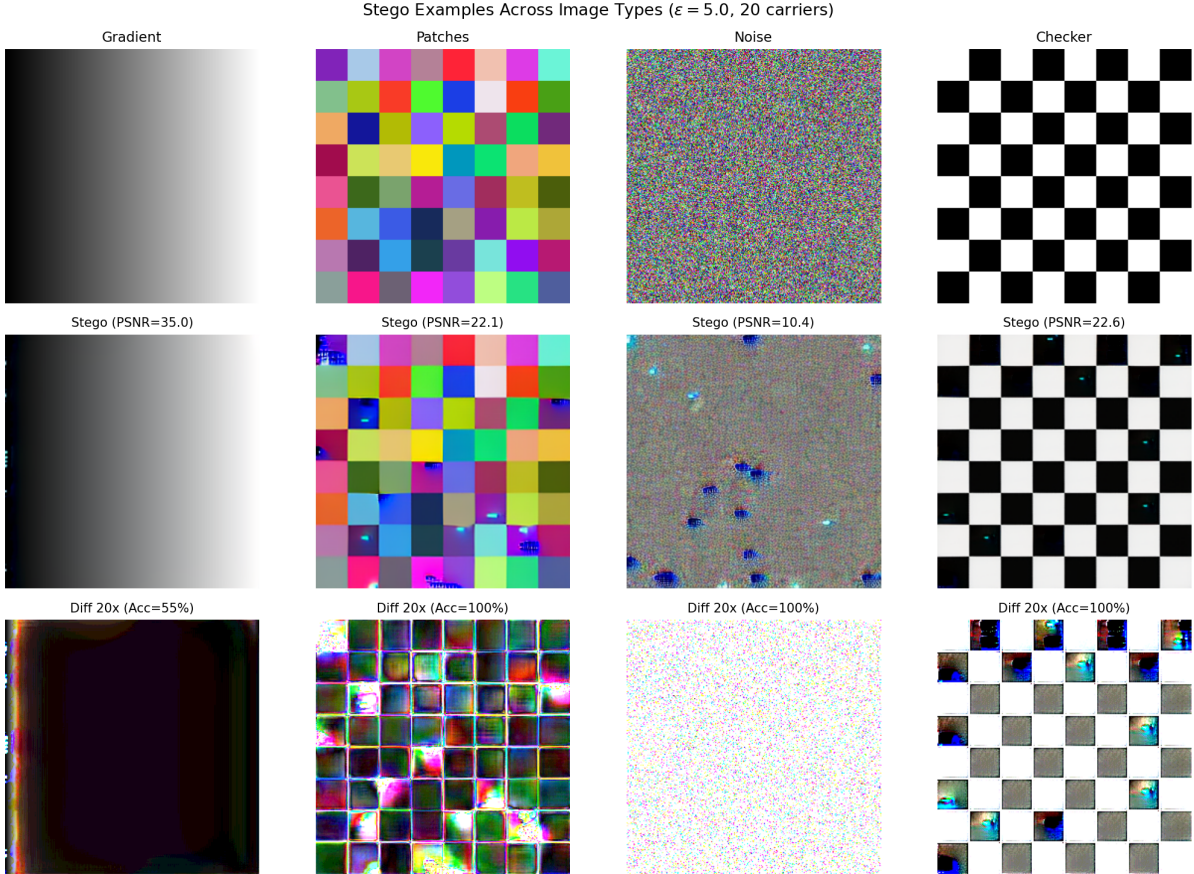 Stego Examples Across Image Types (ε = 5.0, 20 carriers)
Gradient
Patches
Noise
Checker
Stego (PSNR=35.0)
Stego (PSNR=22.1)
Stego (PSNR=10.4)
Stego (PSNR=22.6)
Diff 20x (Acc=55%)
Diff 20x (Acc=100%)
Diff 20x (Acc=100%)
Diff 20x (Acc=100%)